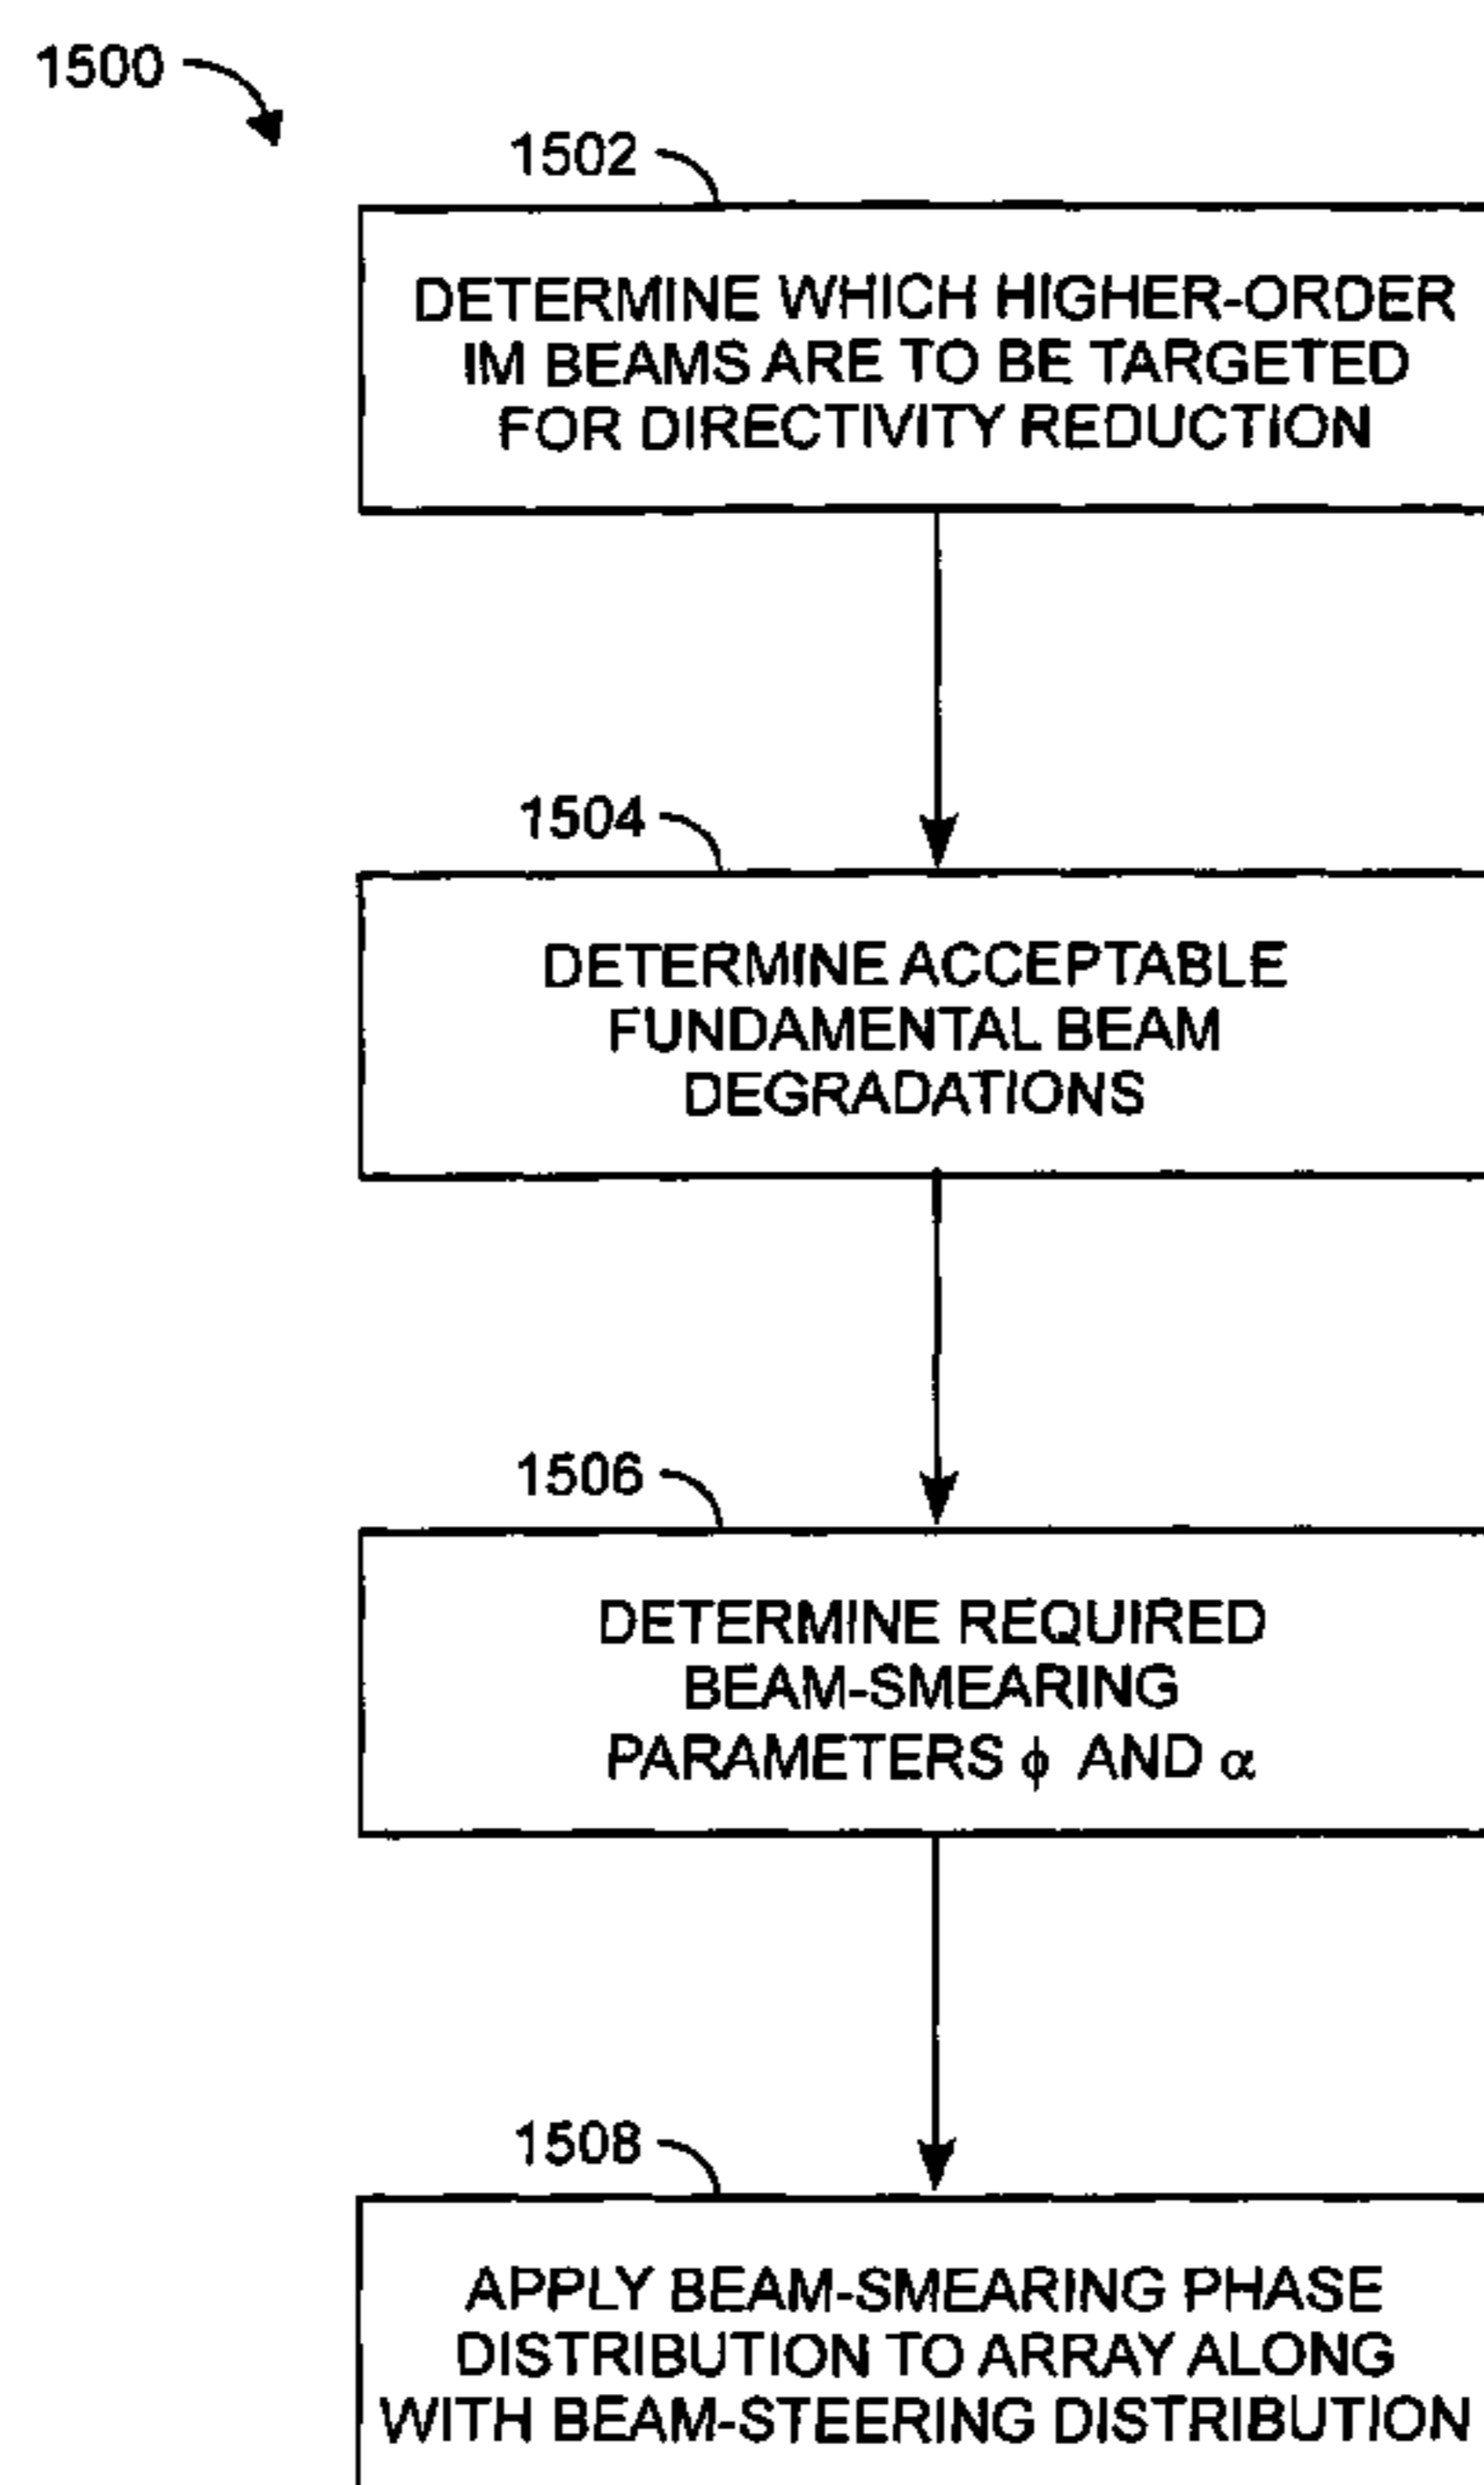 1500
1502
DETERMINE WHICH HIGHER-ORDER
IM BEAMS ARE TO BE TARGETED
FOR DIRECTIVITY REDUCTION
1504
DETERMINE ACCEPTABLE
FUNDAMENTAL BEAM
DEGRADATIONS
1506
DETERMINE REQUIRED
BEAM-SMEARING
PARAMETERS ϕ AND α
1508
APPLY BEAM-SMEARING PHASE
DISTRIBUTION TO ARRAY ALONG
WITH BEAM-STEERING DISTRIBUTION